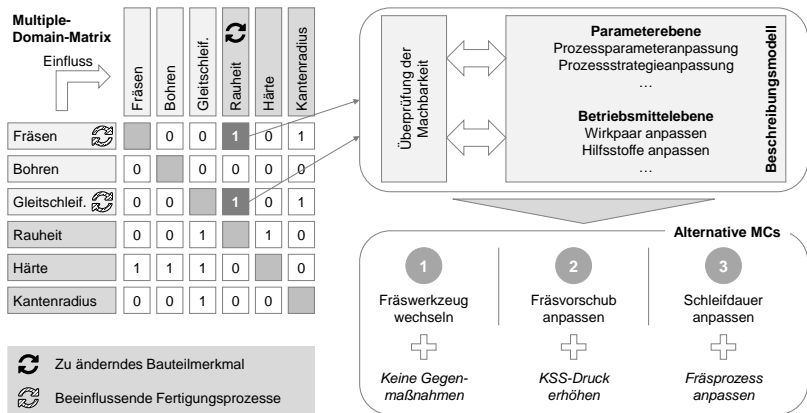 Multiple-
Domain-Matrix
Einfluss
Fräsen
Bohren
Gleitschleif.
Rauheit
Härte
Kantenradius
Fräsen 0 0 1 0 1
Bohren 0 0 0 0 0
Gleitschleif. 0 0 1 0 1
Rauheit 0 0 1 1 0
Härte 1 1 1 0 0
Kantenradius 0 0 1 0 0
Zu änderndes Bauteilmerkmal
Beeinflussende Fertigungsprozesse
Überprüfung der
Machbarkeit
Parameterebene
Prozessparameteranpassung
Prozessstrategieanpassung
…
Betriebsmittelebene
Wirkpaar anpassen
Hilfsstoffe anpassen
…
Beschreibungsmodell
Alternative MCs
1
Fräswerkzeug
wechseln
Keine Gegen-
maßnahmen
2
Fräsvorschub
anpassen
KSS-Druck
erhöhen
3
Schleifdauer
anpassen
Fräsprozess
anpassen